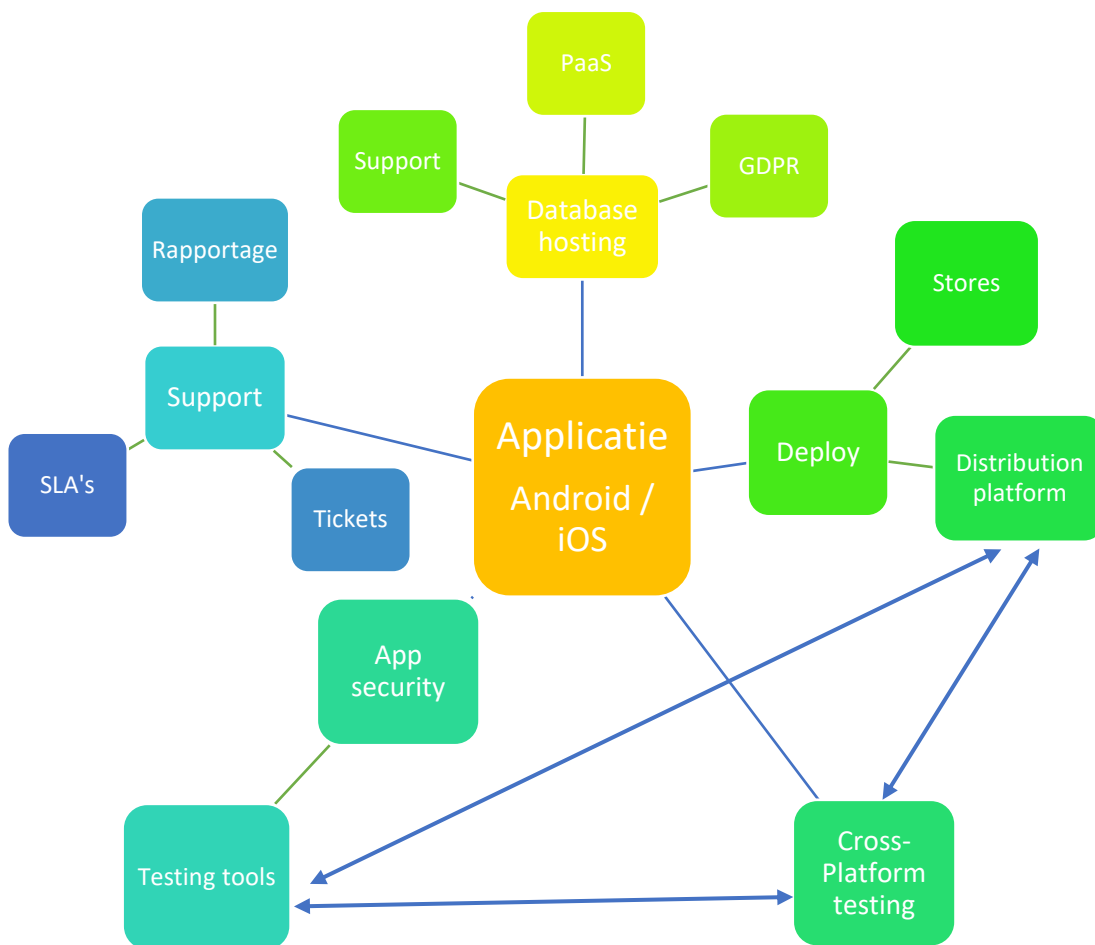 PaaS
Support
GDPR
Database
hosting
Rapportage
Stores
Support
Applicatie
Android /
iOS
Deploy
Distribution
platform
SLA's
Tickets
App
security
Testing tools
Cross-
Platform
testing